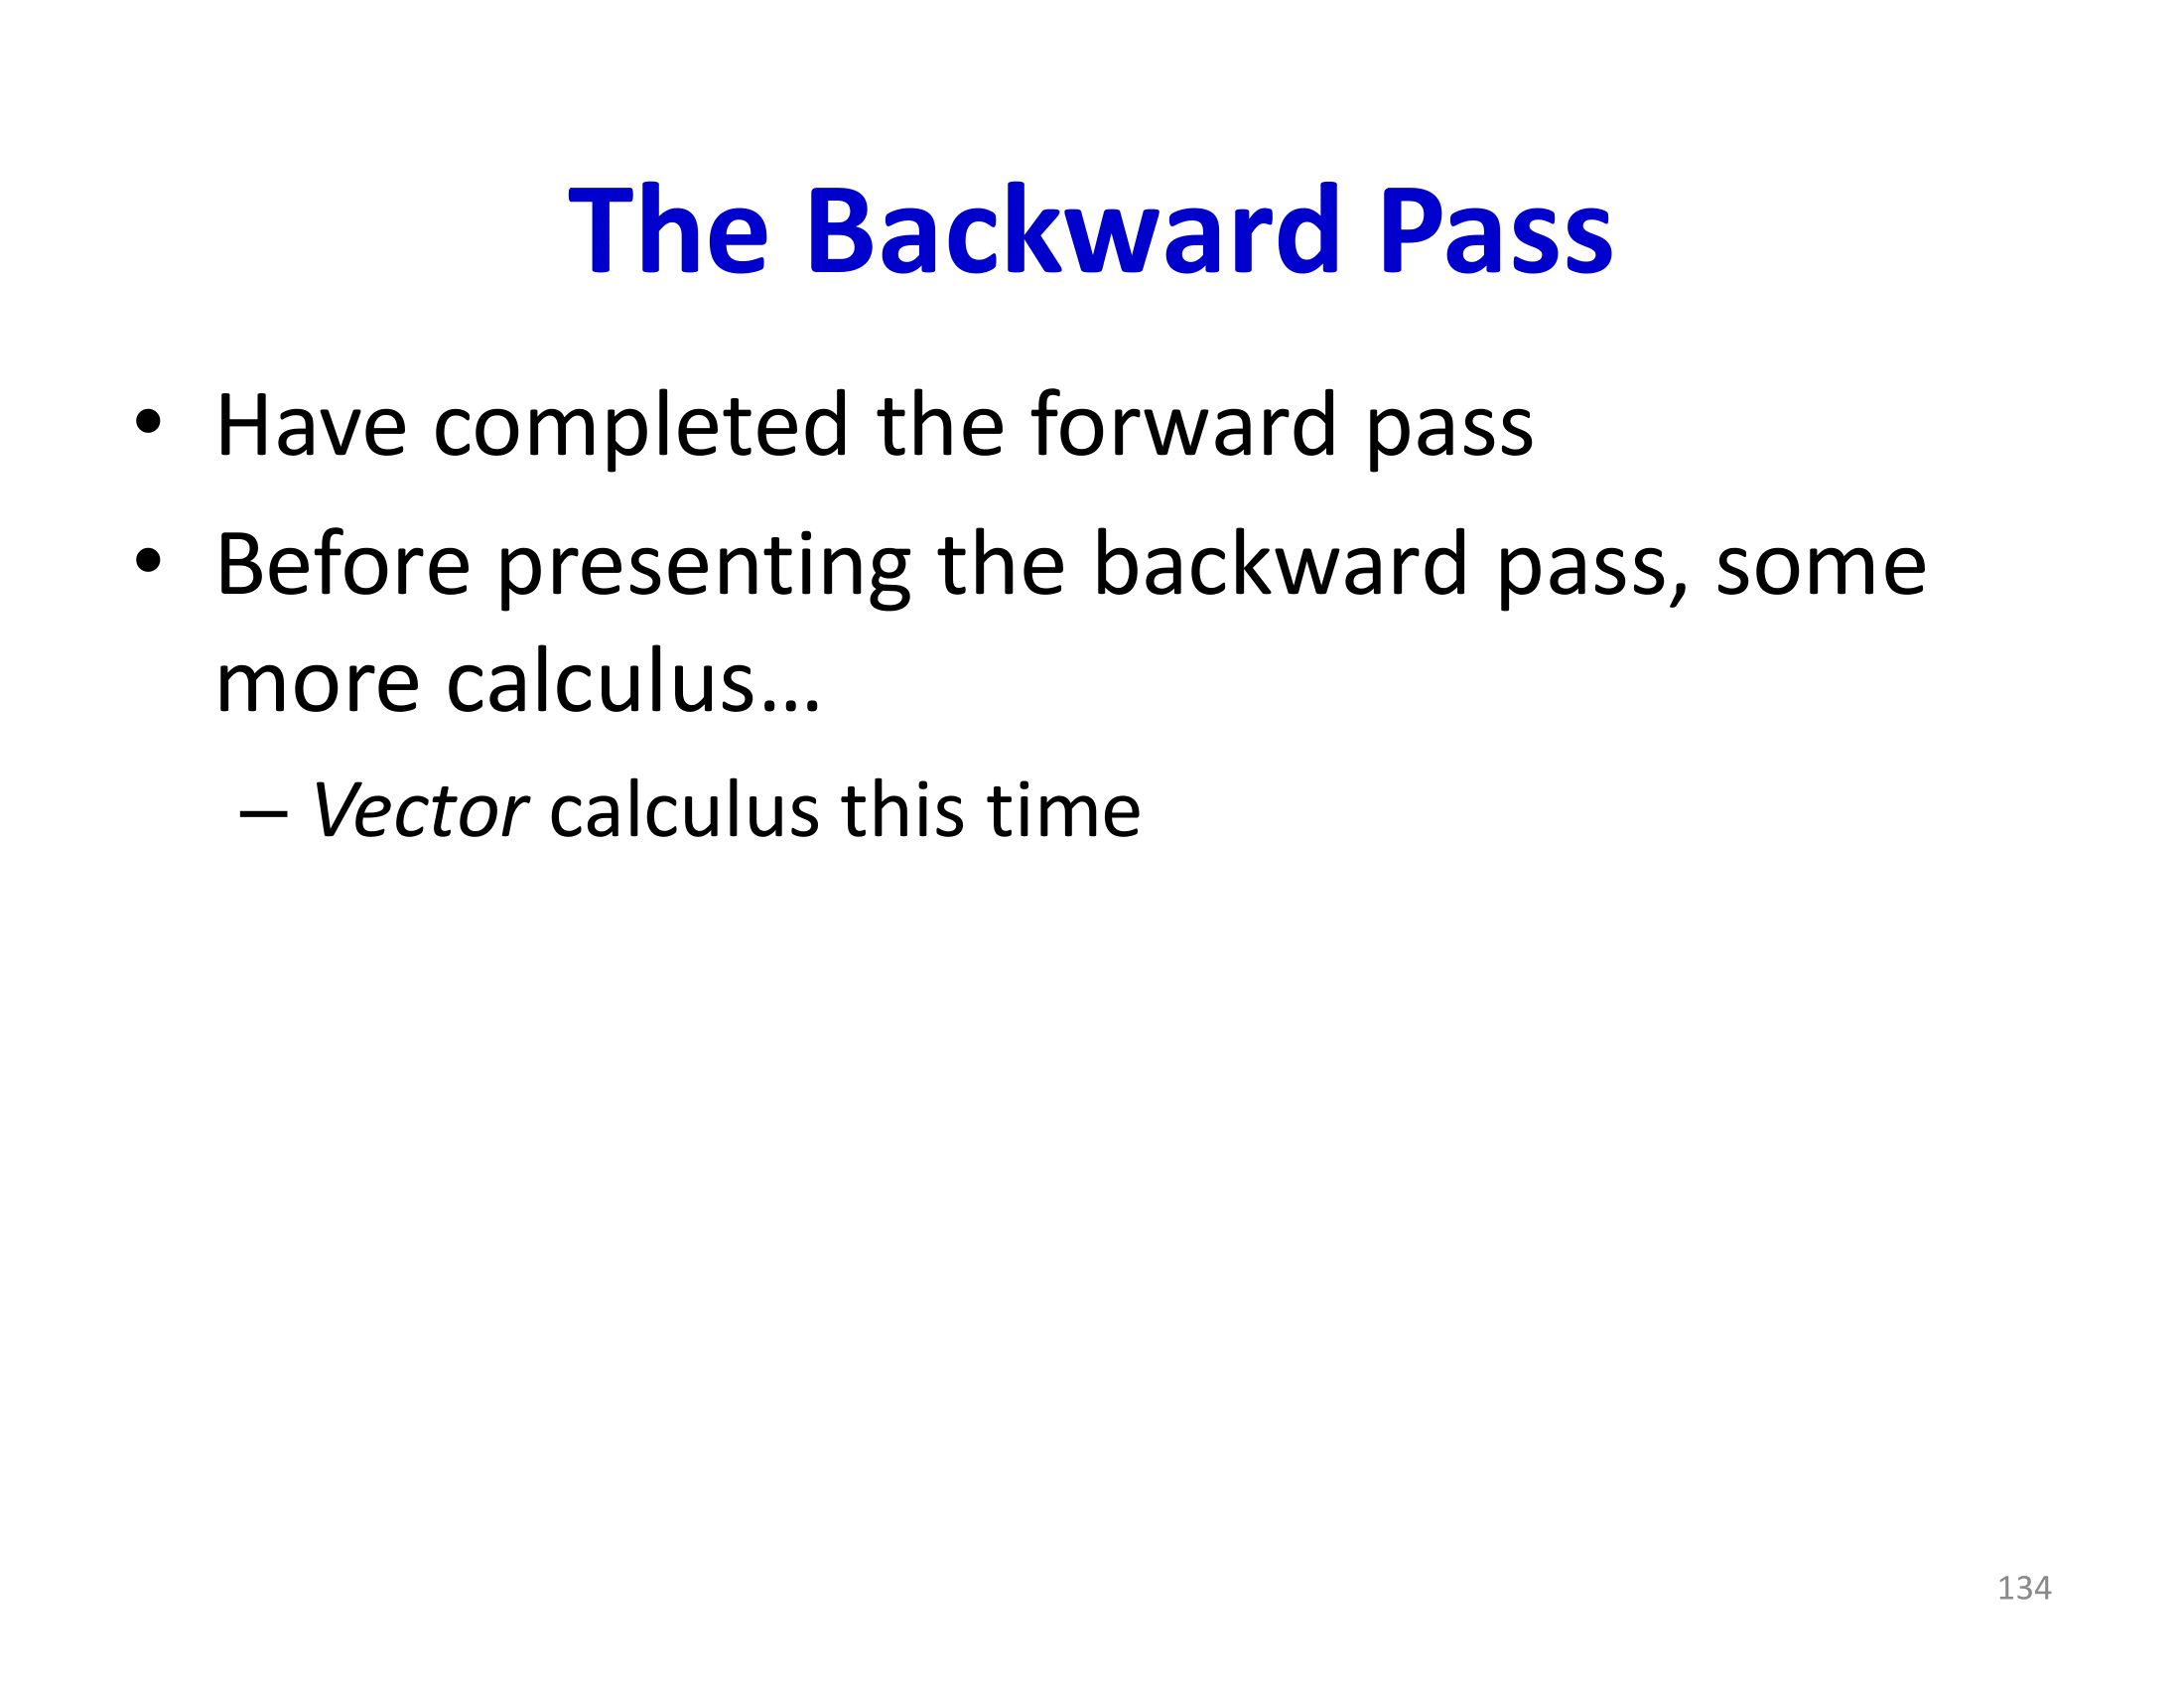 The Backward Pass
• Have completed the forward pass
• Before presenting the backward pass, some
more calculus…
– Vector calculus this time
134